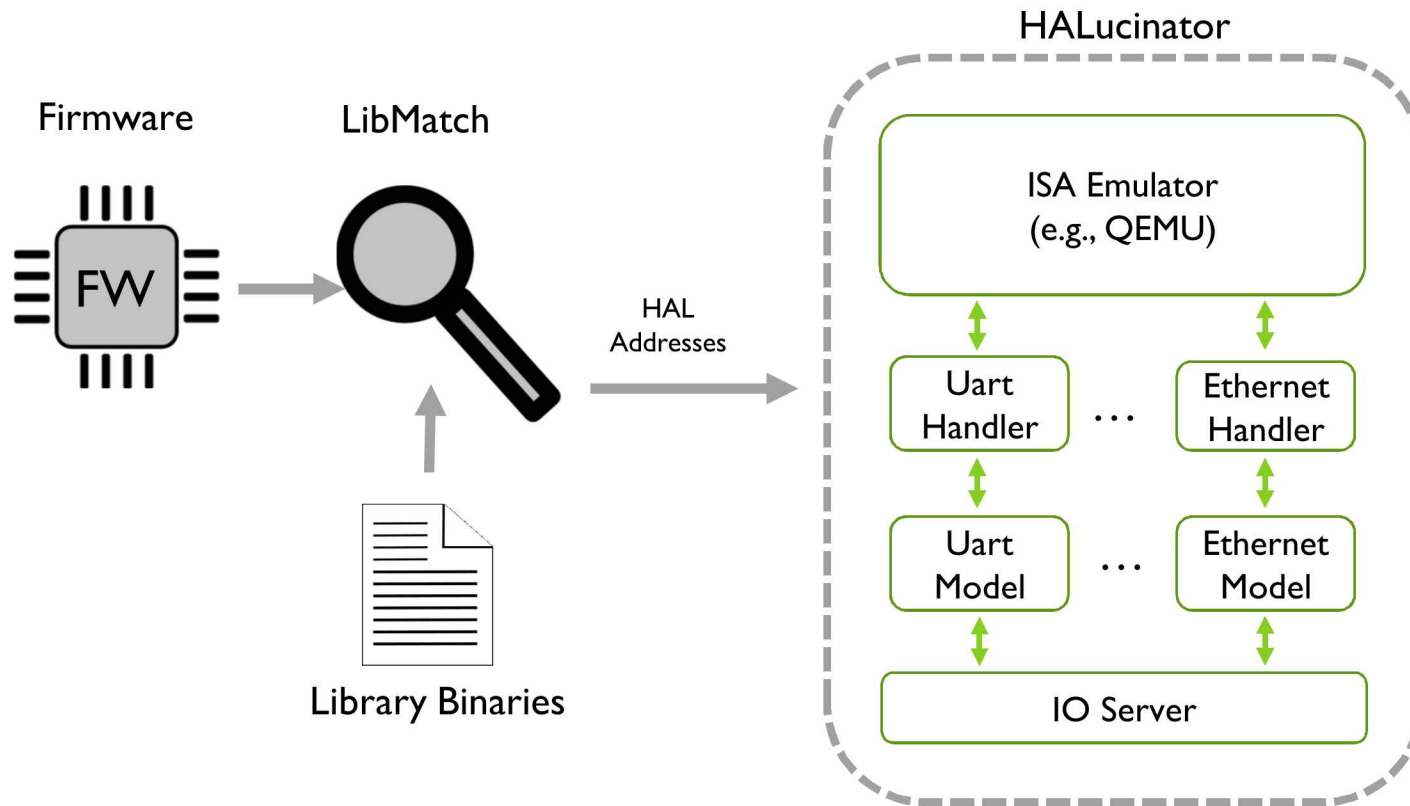 HALucinator
Firmware
LibMatch
FW
HAL
Addresses
Library Binaries
ISA Emulator
(e.g., QEMU)
Uart
Handler
...
Ethernet
Handler
Uart
Model
...
Ethernet
Model
IO Server